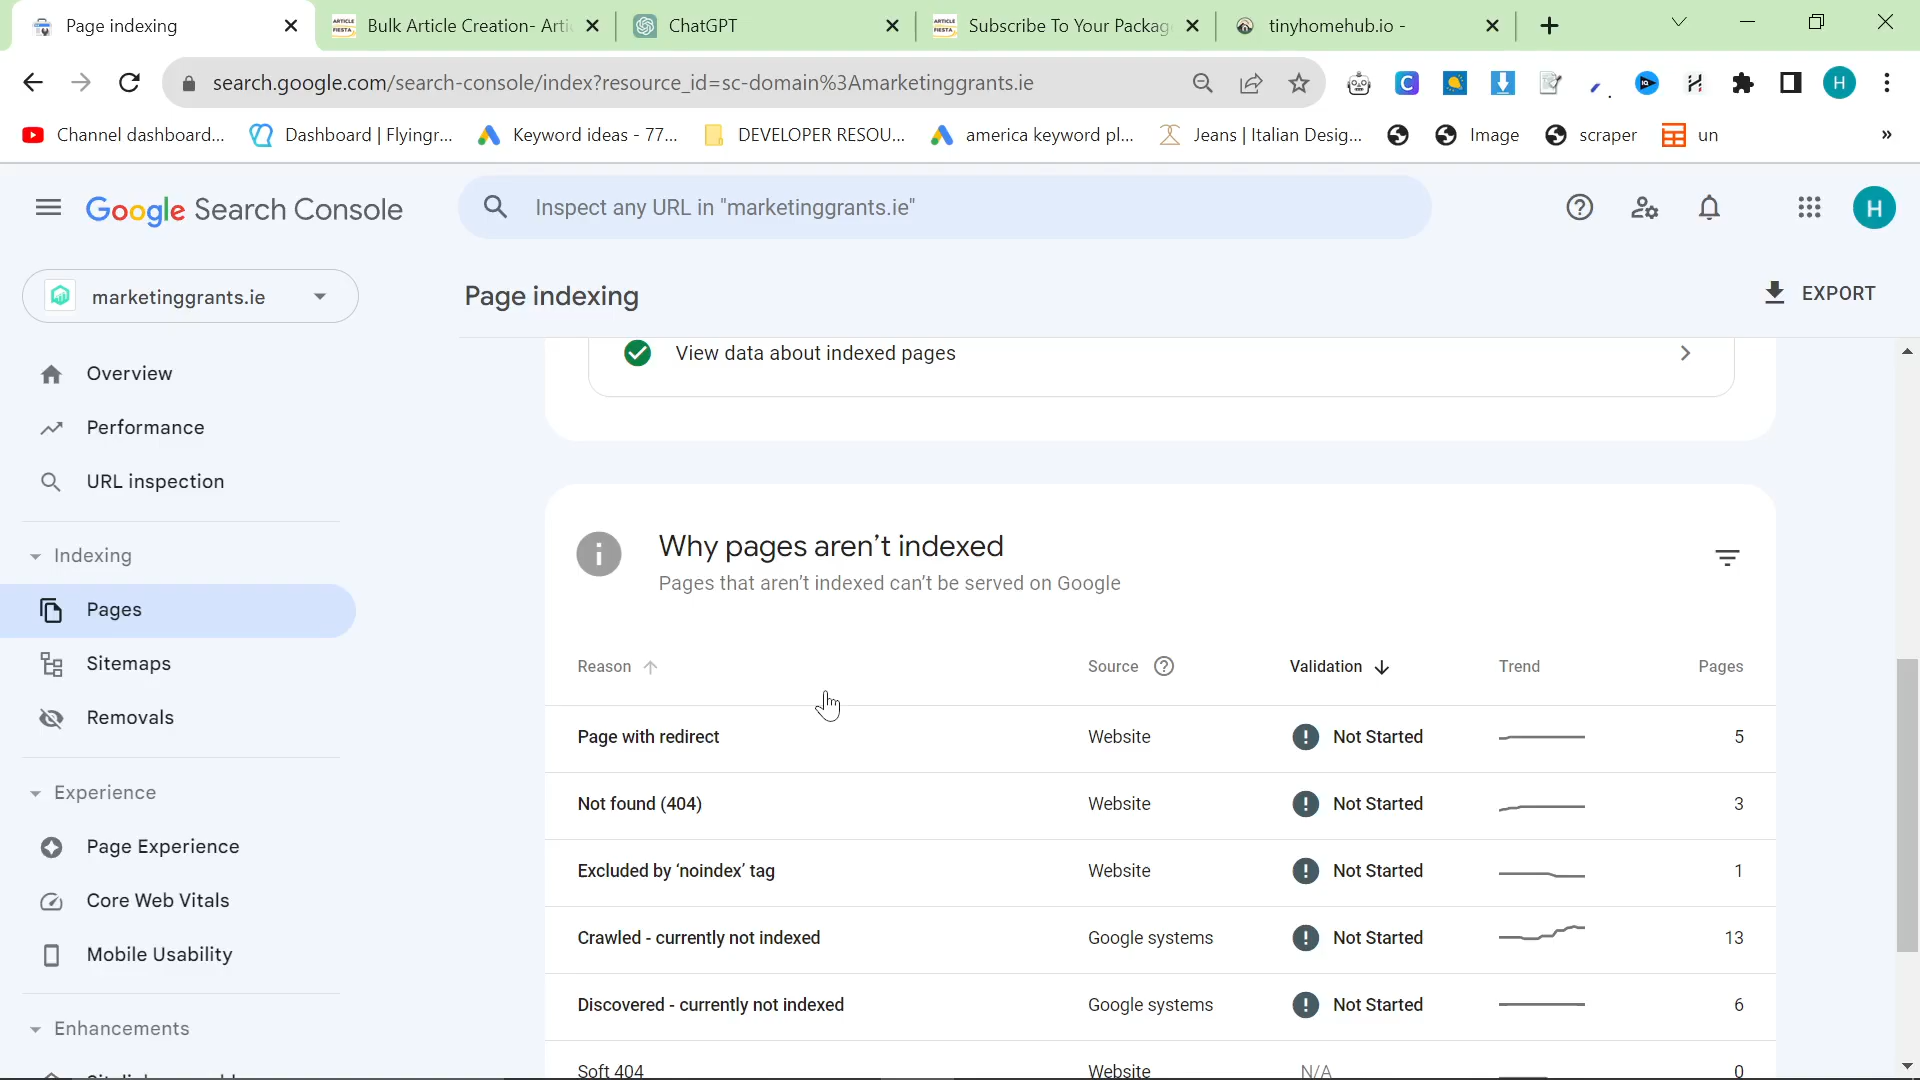 Page indexing
Bulk Article Creation- Arti
ChatGPT
Subscribe To Your Packag
tinyhomehub.io -
search.google.com/search-console/index?resource_id=sc-domain%3Amarketinggrants.ie
H
Channel dashboard...
Dashboard | Flyingr...
Keyword ideas - 77...
DEVELOPER RESOU...
america keyword pl...
Jeans | Italian Desig...
Image
scraper
un
»
Google Search Console
Inspect any URL in "marketinggrants.ie"
H
marketinggrants.ie
Page indexing
EXPORT
Overview
Performance
URL inspection
Indexing
Pages
Sitemaps
Removals
Experience
Page Experience
Core Web Vitals
Mobile Usability
Enhancements
View data about indexed pages
Why pages aren’t indexed
Pages that aren’t indexed can’t be served on Google
Reason Source Validation Trend Pages
Page with redirect Website Not Started 5
Not found (404) Website Not Started 3
Excluded by ‘noindex’ tag Website Not Started 1
Crawled - currently not indexed Google systems Not Started 13
Discovered - currently not indexed Google systems Not Started 6
Soft 404 Website N/A 0